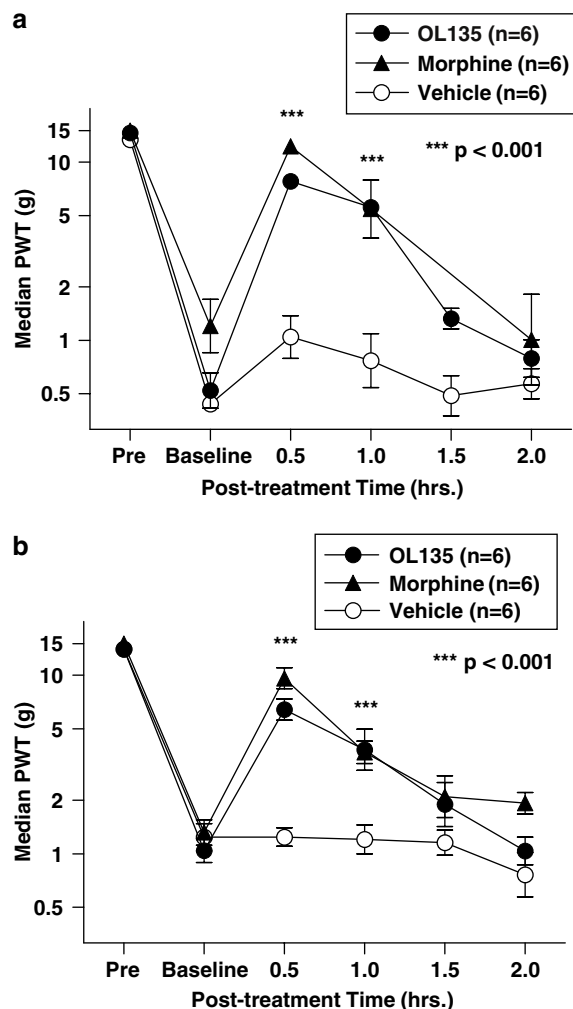 a
OL135 (n=6)
Morphine (n=6)
Vehicle (n=6)
*** p < 0.001
***
***
Median PWT (g)
15
10
5
2
1
0.5
Pre Baseline 0.5 1.0 1.5 2.0
Post-treatment Time (hrs.)
b
OL135 (n=6)
Morphine (n=6)
Vehicle (n=6)
*** p < 0.001
***
***
Median PWT (g)
15
10
5
2
1
0.5
Pre Baseline 0.5 1.0 1.5 2.0
Post-treatment Time (hrs.)